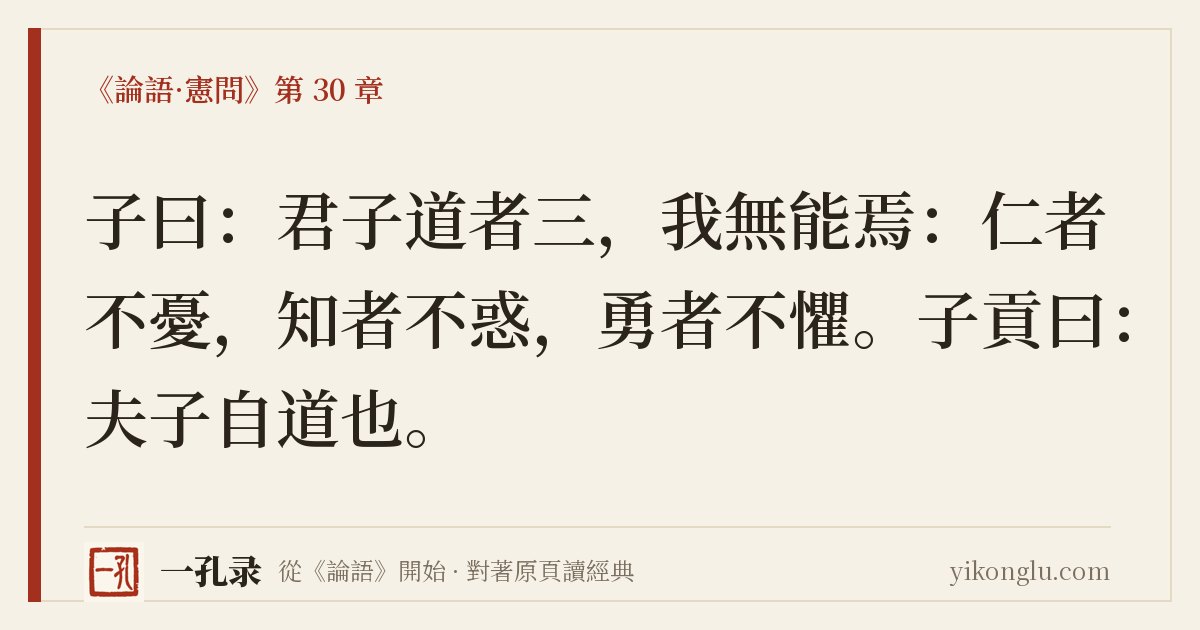 《論語·憲問》第 30 章
子曰：君子道者三，我無能焉：仁者
不憂，知者不惑，勇者不懼。子貢曰：
夫子自道也。
一孔
一孔录 從《論語》開始 · 對著原頁讀經典
yikonglu.com